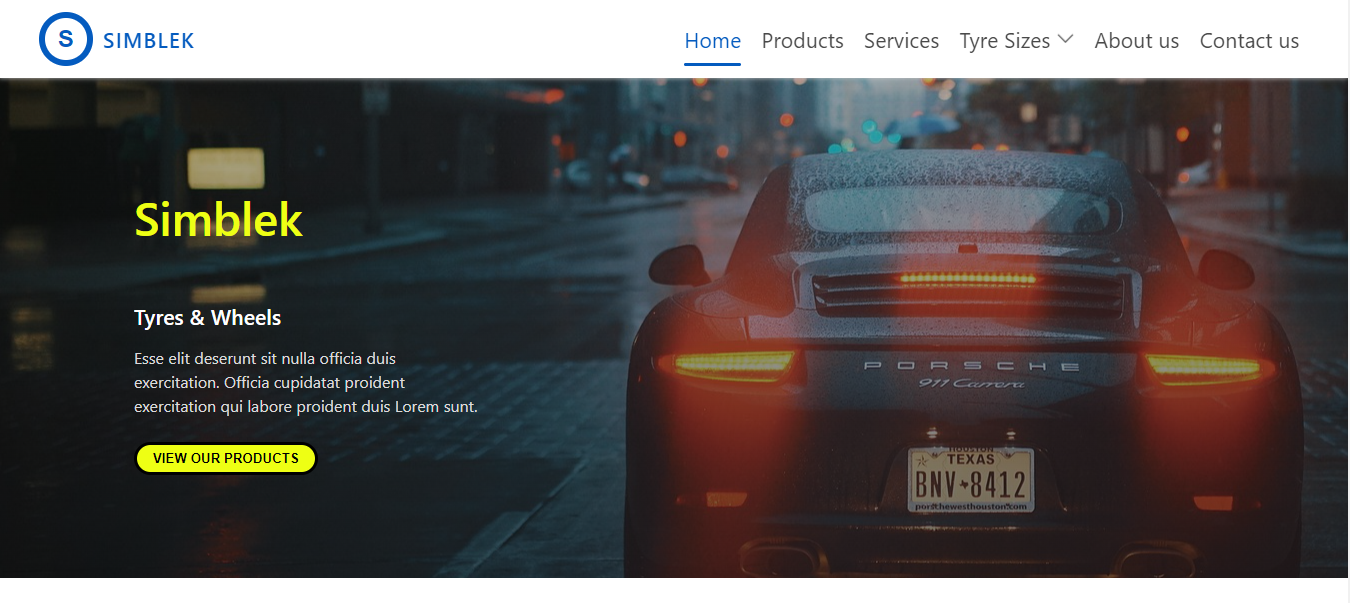 S SIMBLEK Home Products Services Tyre Sizes About us Contact us
Simblek
Tyres & Wheels
Esse elit deserunt sit nulla officia duis
exercitation. Officia cupidatat proident
exercitation qui labore proident duis Lorem sunt.
VIEW OUR PRODUCTS
PORSCHE
911 Carrera
HOUSTON
TEXAS
BNV 8412
porschewesthouston.com